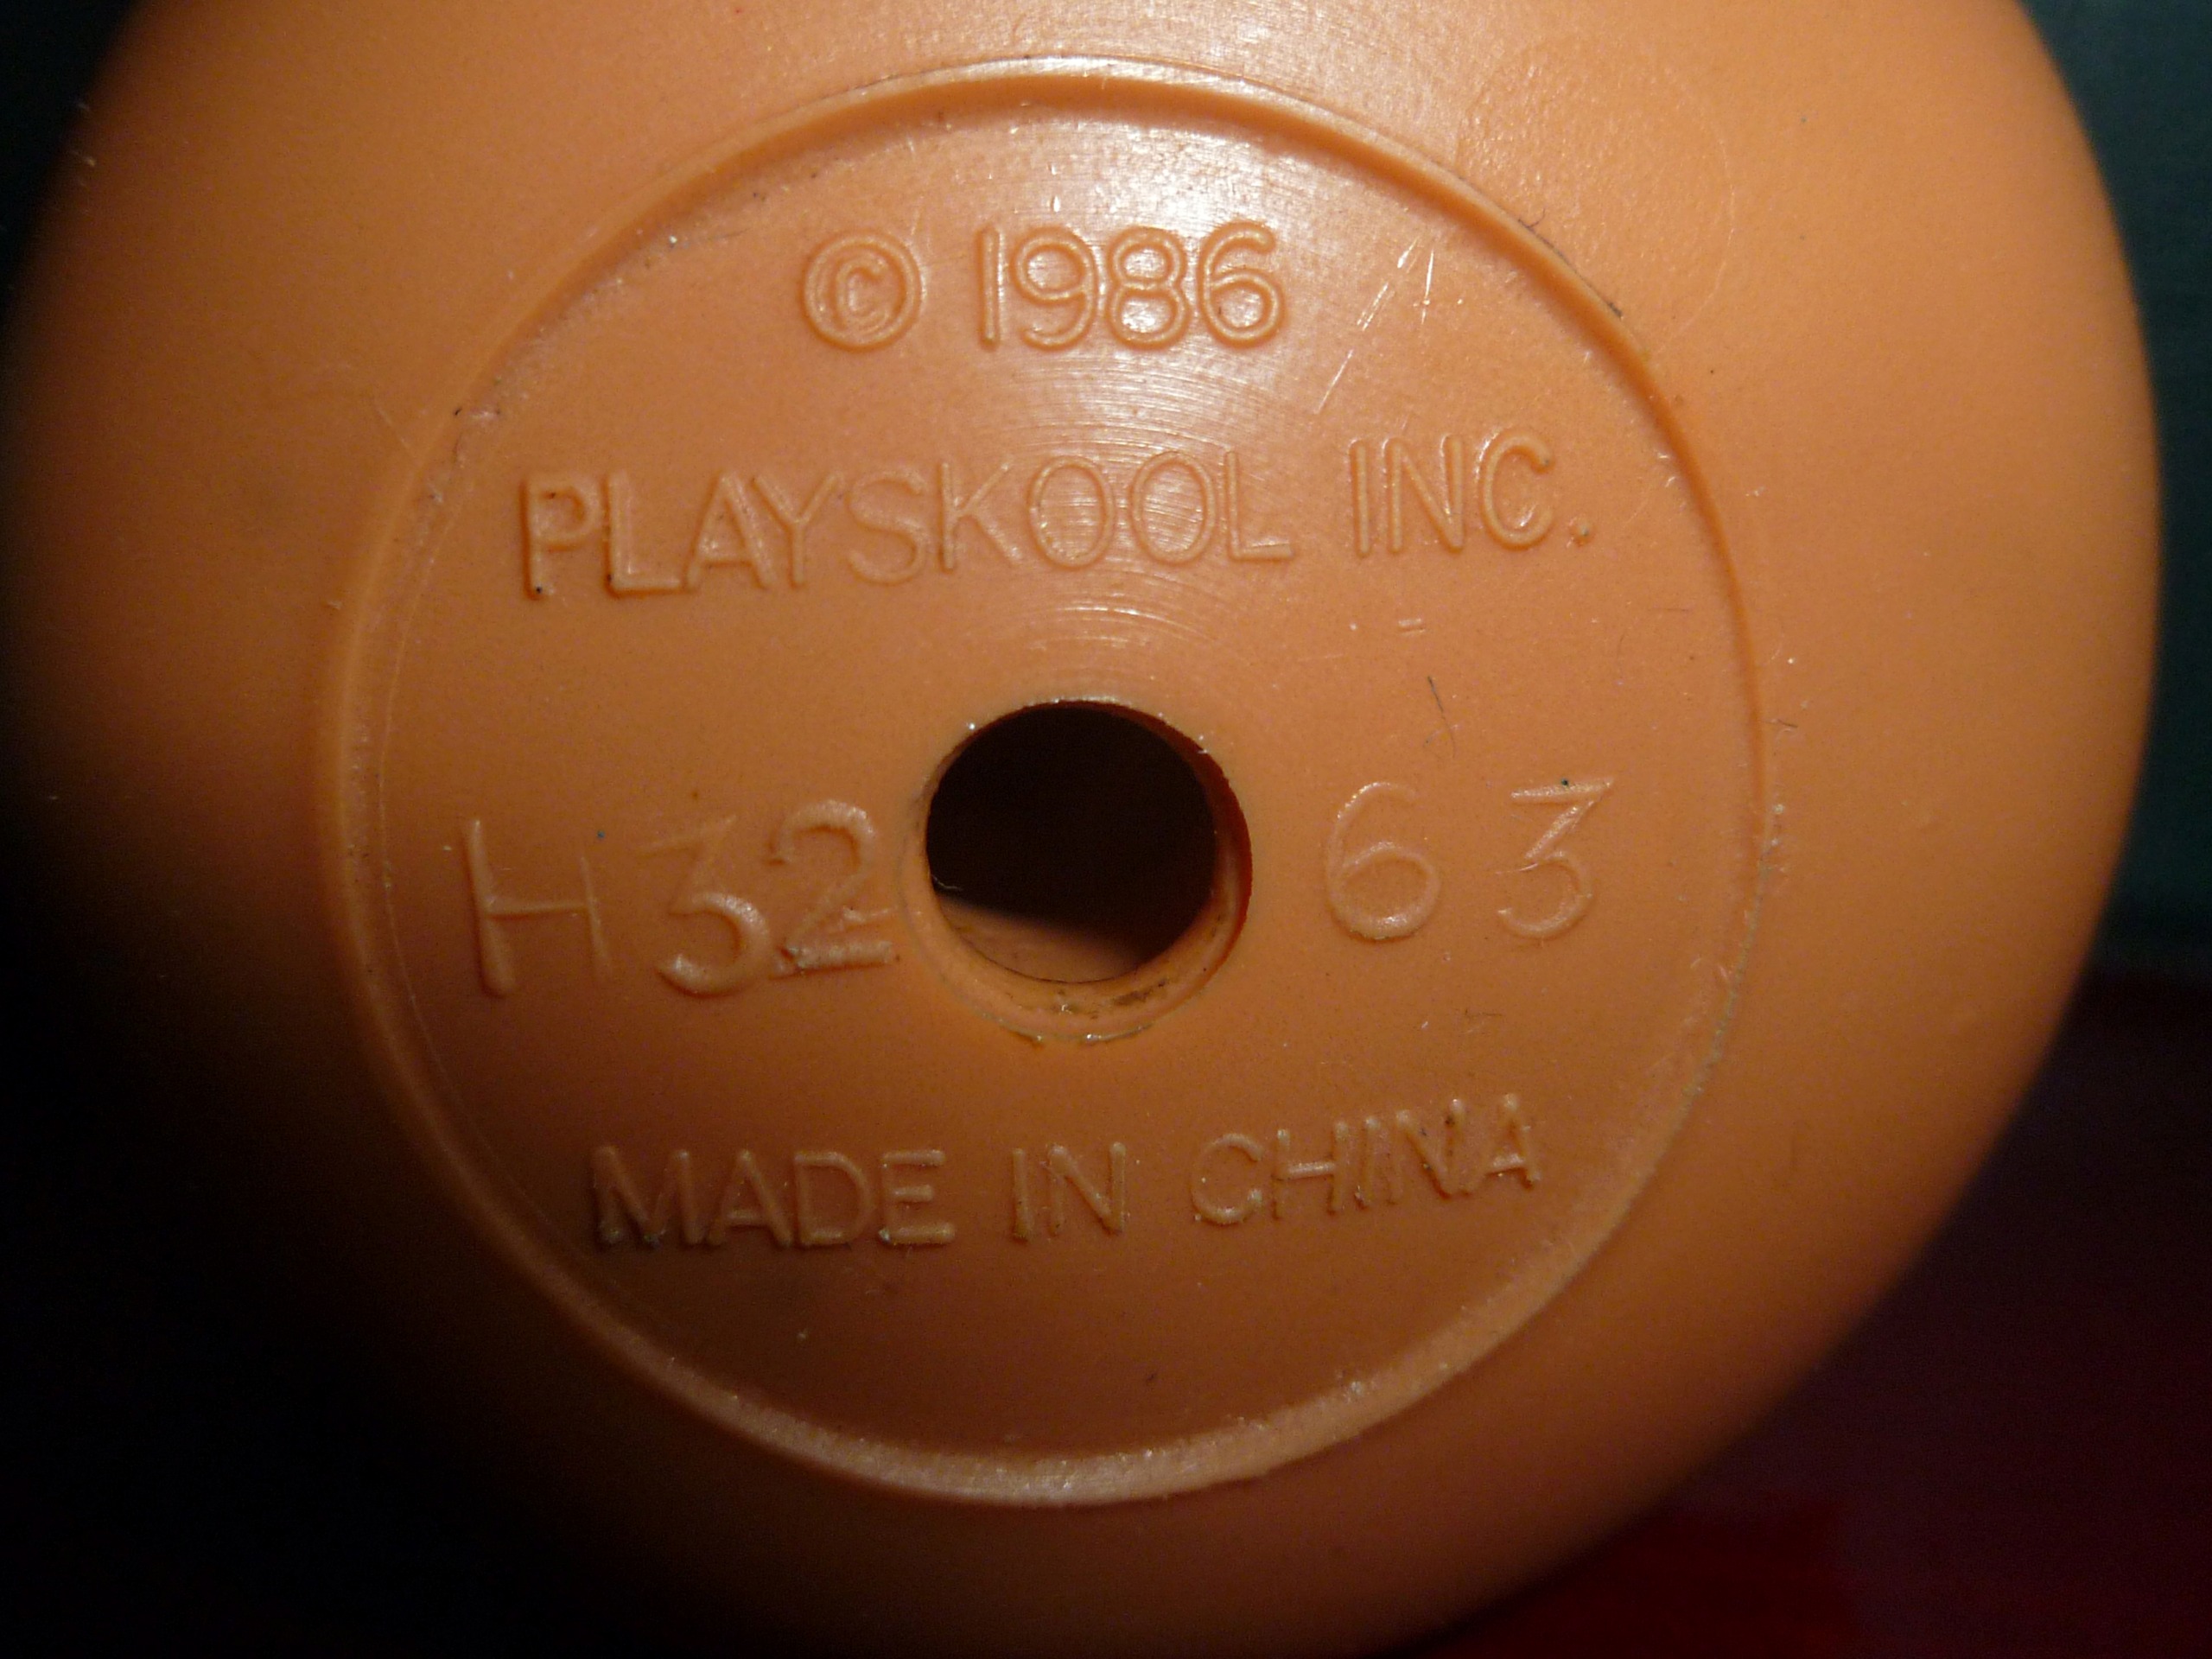 © 1986
PLAYSKOOL INC.
H32 63
MADE IN CHINA